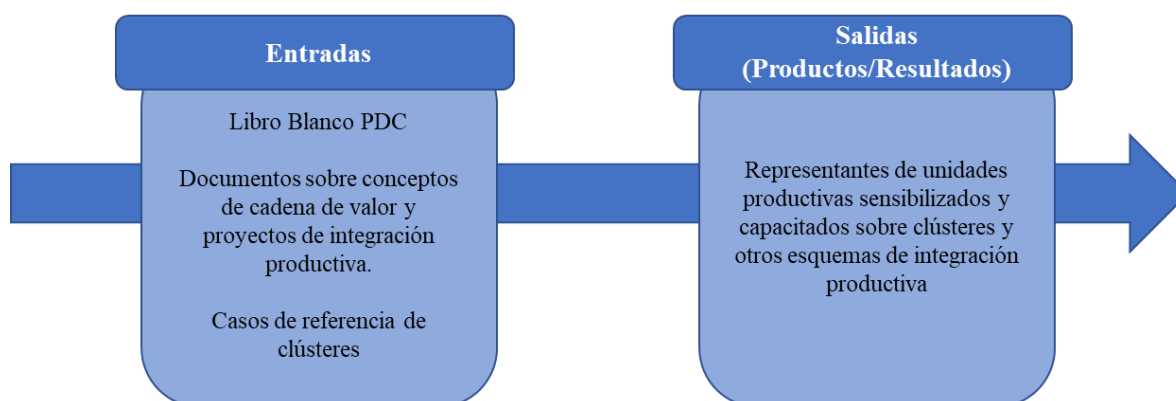 Entradas
Libro Blanco PDC
Documentos sobre conceptos
de cadena de valor y
proyectos de integración
productiva.
Casos de referencia de
clústeres
Salidas
(Productos/Resultados)
Representantes de unidades
productivas sensibilizados y
capacitados sobre clústeres y
otros esquemas de integración
productiva